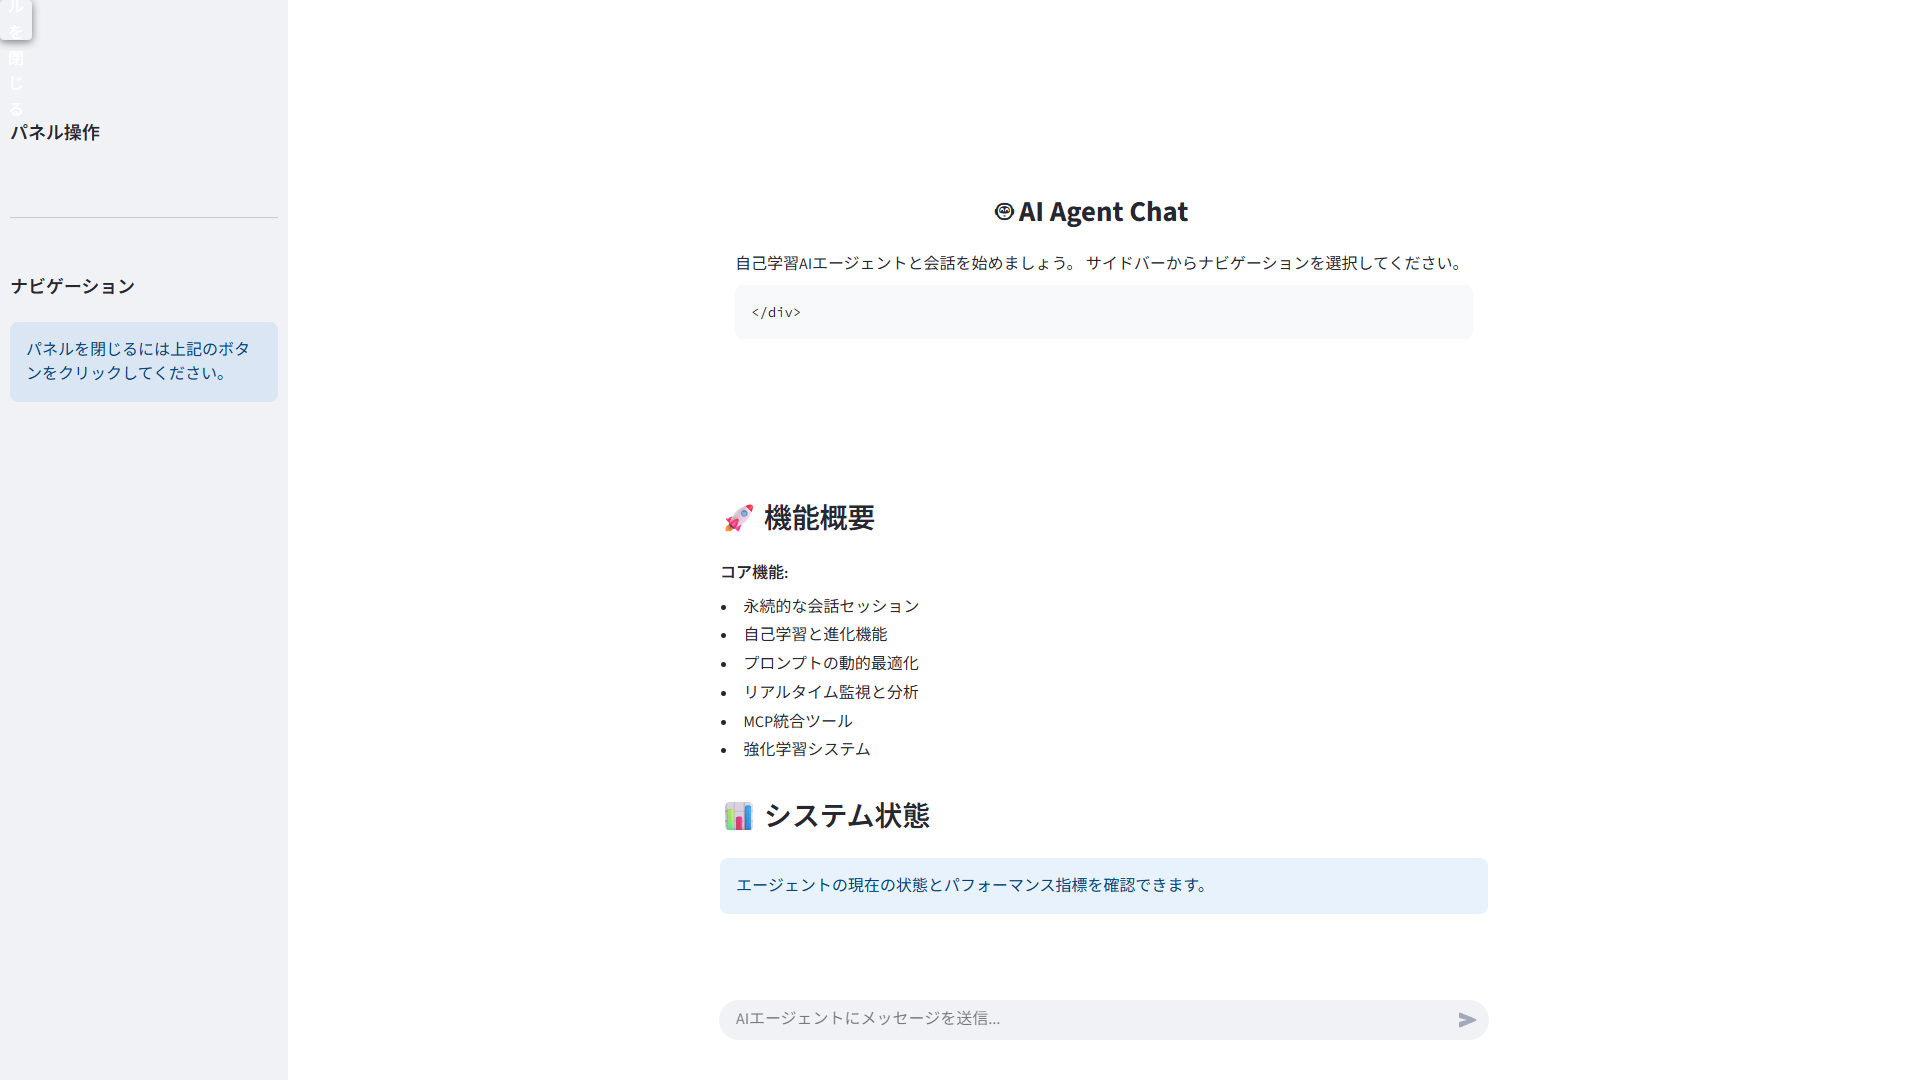 ル
を
閉
じ
る
パネル操作
ナビゲーション
パネルを閉じるには上記のボタ
ンをクリックしてください。
AI Agent Chat
自己学習AIエージェントと会話を始めましょう。 サイドバーからナビゲーションを選択してください。
</div>
🚀 機能概要
コア機能:
• 永続的な会話セッション
• 自己学習と進化機能
• プロンプトの動的最適化
• リアルタイム監視と分析
• MCP統合ツール
• 強化学習システム
📊 システム状態
エージェントの現在の状態とパフォーマンス指標を確認できます。
AIエージェントにメッセージを送信...